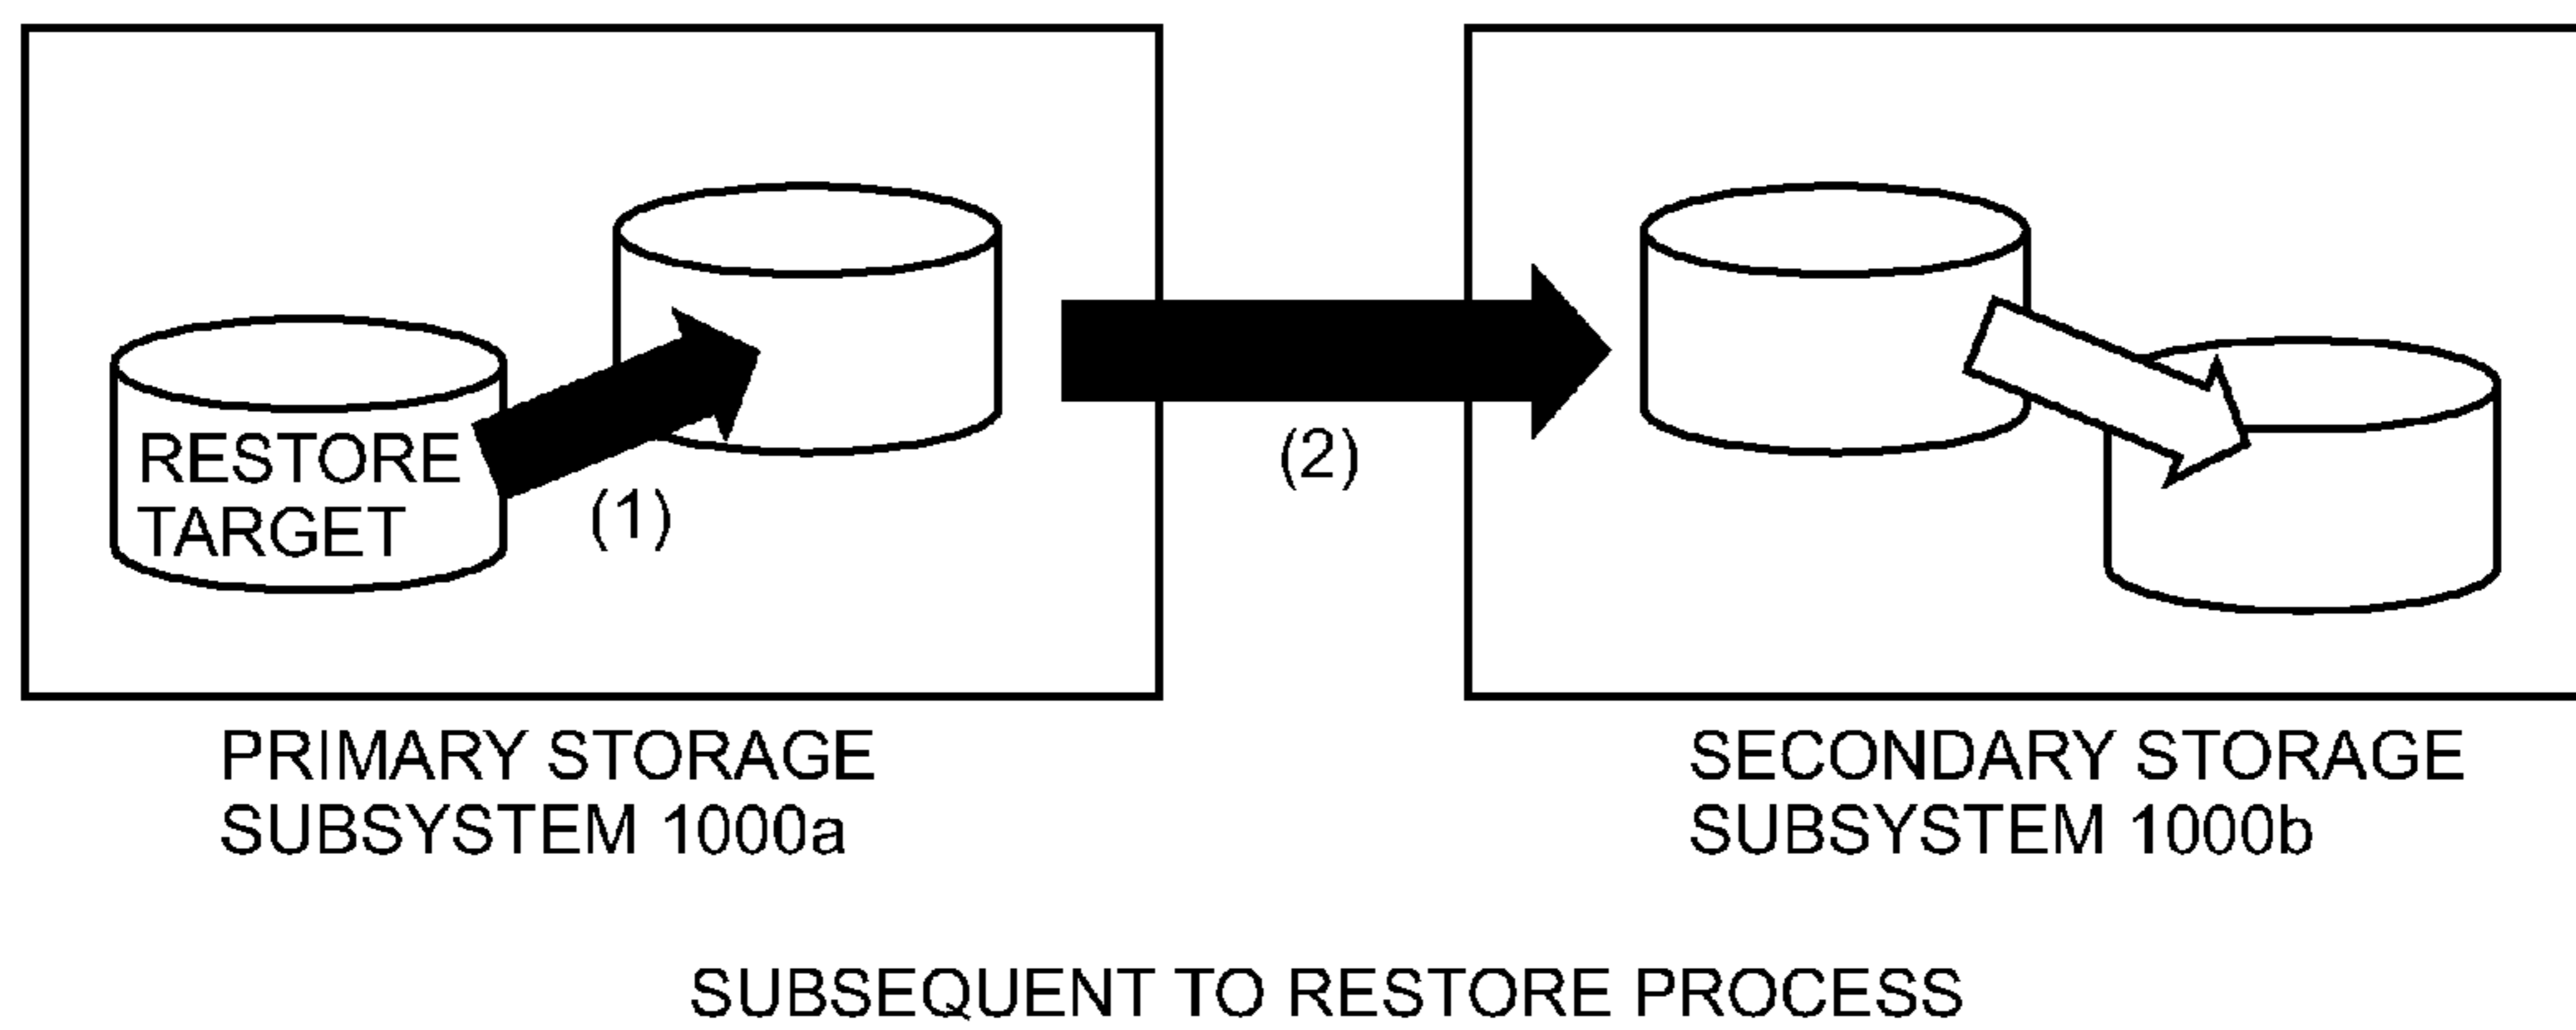 RESTORE
TARGET
(1)
(2)
PRIMARY STORAGE
SUBSYSTEM 1000a
SECONDARY STORAGE
SUBSYSTEM 1000b
SUBSEQUENT TO RESTORE PROCESS